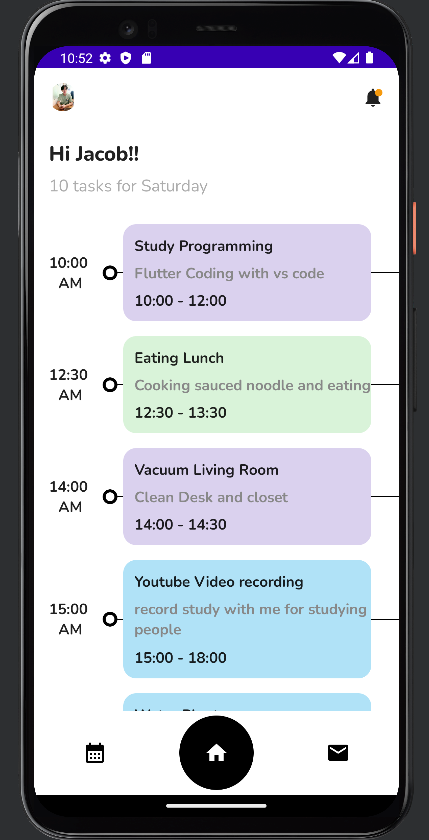 10:52
Hi Jacob!!
10 tasks for Saturday
10:00
AM
Study Programming
Flutter Coding with vs code
10:00 - 12:00
12:30
AM
Eating Lunch
Cooking sauced noodle and eating
12:30 - 13:30
14:00
AM
Vacuum Living Room
Clean Desk and closet
14:00 - 14:30
15:00
AM
Youtube Video recording
record study with me for studying
people
15:00 - 18:00